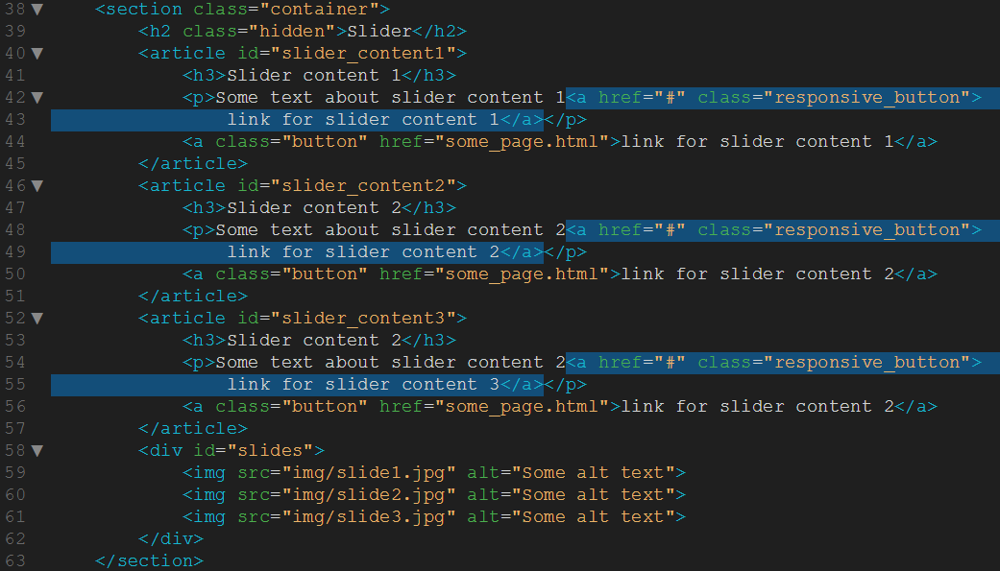 38 ▼ <section class="container">
39 <h2 class="hidden">Slider</h2>
40 ▼ <article id="slider_content1">
41 <h3>Slider content 1</h3>
42 ▼ <p>Some text about slider content 1<a href="#" class="responsive_button">
43 link for slider content 1</a></p>
44 <a class="button" href="some_page.html">link for slider content 1</a>
45 </article>
46 ▼ <article id="slider_content2">
47 <h3>Slider content 2</h3>
48 <p>Some text about slider content 2<a href="#" class="responsive_button">
49 link for slider content 2</a></p>
50 <a class="button" href="some_page.html">link for slider content 2</a>
51 </article>
52 ▼ <article id="slider_content3">
53 <h3>Slider content 2</h3>
54 <p>Some text about slider content 2<a href="#" class="responsive_button">
55 link for slider content 3</a></p>
56 <a class="button" href="some_page.html">link for slider content 2</a>
57 </article>
58 ▼ <div id="slides">
59 <img src="img/slide1.jpg" alt="Some alt text">
60 <img src="img/slide2.jpg" alt="Some alt text">
61 <img src="img/slide3.jpg" alt="Some alt text">
62 </div>
63 </section>